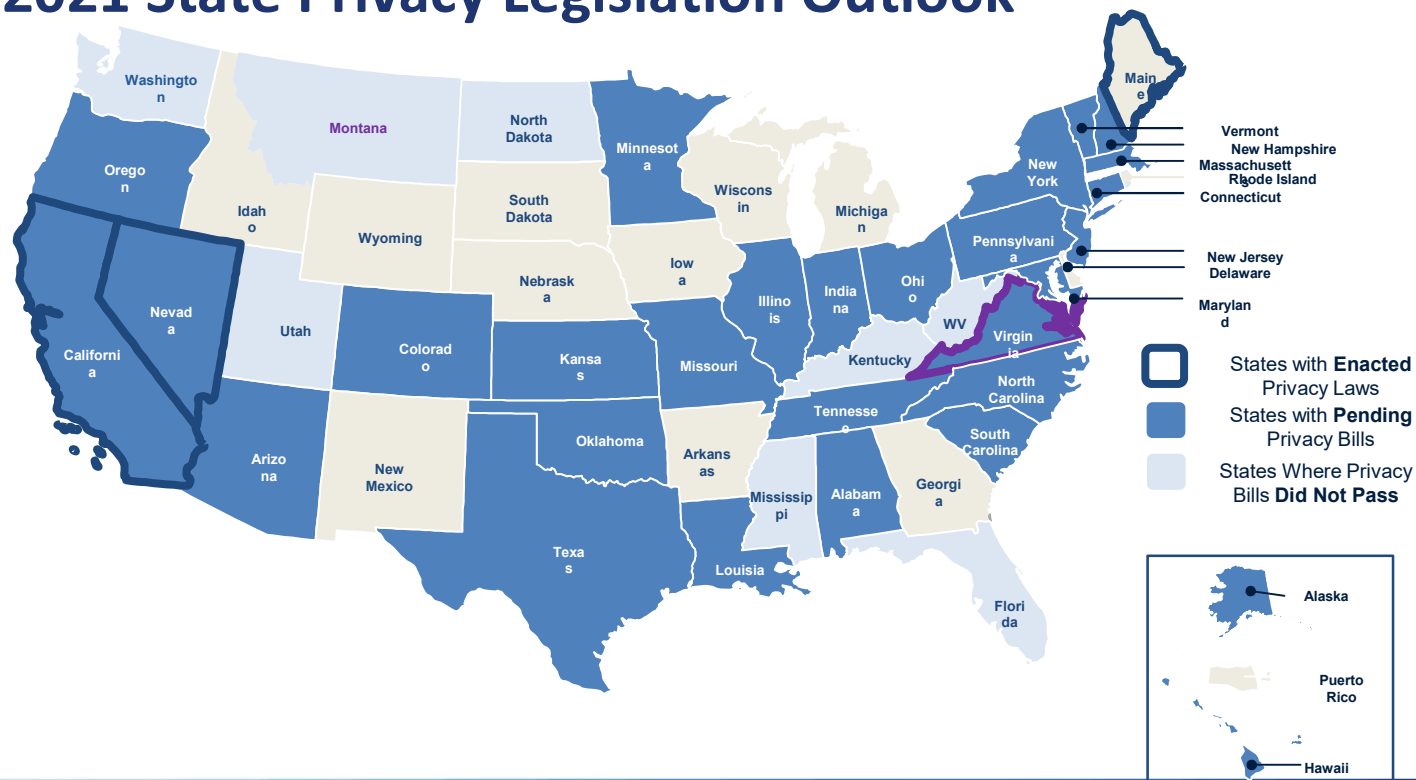 2021 State Privacy Legislation Outlook
Washingto
n
Montana
North
Dakota
Minnesot
a
Main
e
Orego
n
Idah
o
Wyoming
South
Dakota
Wiscons
in
Michiga
n
New
York
Vermont
New Hampshire
Massachusett
s
Rhode Island
Connecticut
Nebrask
a
Iow
a
Pennsylvani
a
New Jersey
Delaware
Marylan
d
Nevad
a
Utah
Californi
a
Colorad
o
Kansa
s
Missouri
Illino
is
India
na
Ohi
o
WV
Virgin
ia
Kentucky
North
Carolina
Tennesse
e
South
Carolina
Arizo
na
New
Mexico
Oklahoma
Arkans
as
Mississip
pi
Alabam
a
Georgi
a
Texa
s
Louisia
Flori
da
States with Enacted
Privacy Laws
States with Pending
Privacy Bills
States Where Privacy
Bills Did Not Pass
Alaska
Puerto
Rico
Hawaii